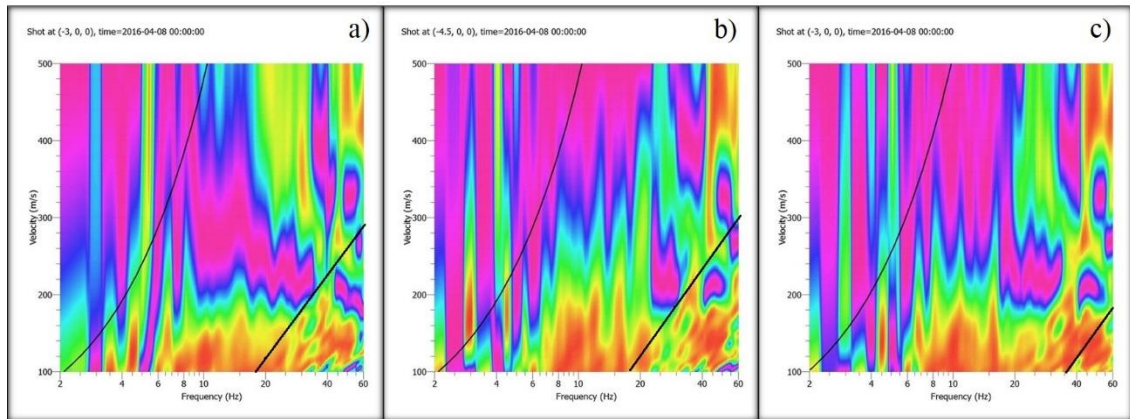 a)
Shot at (-3, 0, 0), time=2016-04-08 00:00:00
500
400
300
200
100
Velocity (m/s)
2 4 6 8 10 20 40 60
Frequency (Hz)
b)
Shot at (-4.5, 0, 0), time=2016-04-08 00:00:00
500
400
300
200
100
Velocity (m/s)
2 4 6 8 10 20 40 60
Frequency (Hz)
c)
Shot at (-3, 0, 0), time=2016-04-08 00:00:00
500
400
300
200
100
Velocity (m/s)
2 4 6 8 10 20 40 60
Frequency (Hz)